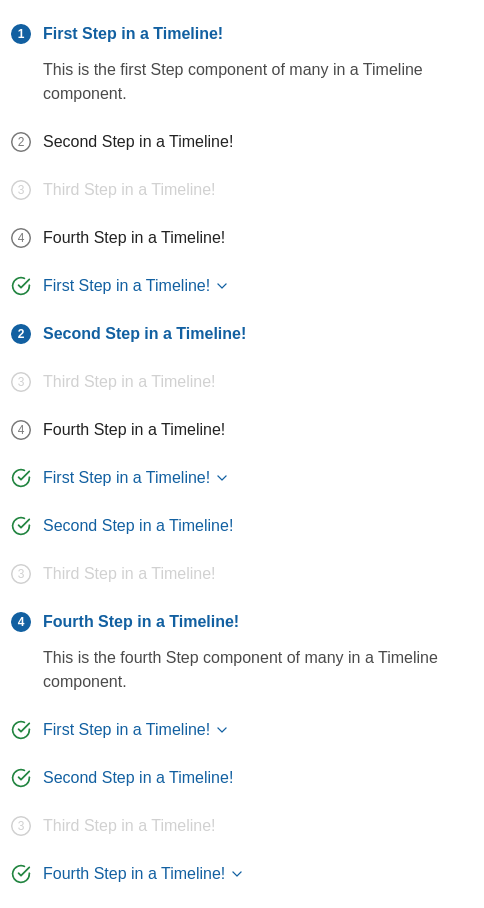 1 First Step in a Timeline!
This is the first Step component of many in a Timeline
component.
2 Second Step in a Timeline!
3 Third Step in a Timeline!
4 Fourth Step in a Timeline!
First Step in a Timeline!
2 Second Step in a Timeline!
3 Third Step in a Timeline!
4 Fourth Step in a Timeline!
First Step in a Timeline!
Second Step in a Timeline!
3 Third Step in a Timeline!
4 Fourth Step in a Timeline!
This is the fourth Step component of many in a Timeline
component.
First Step in a Timeline!
Second Step in a Timeline!
3 Third Step in a Timeline!
Fourth Step in a Timeline!